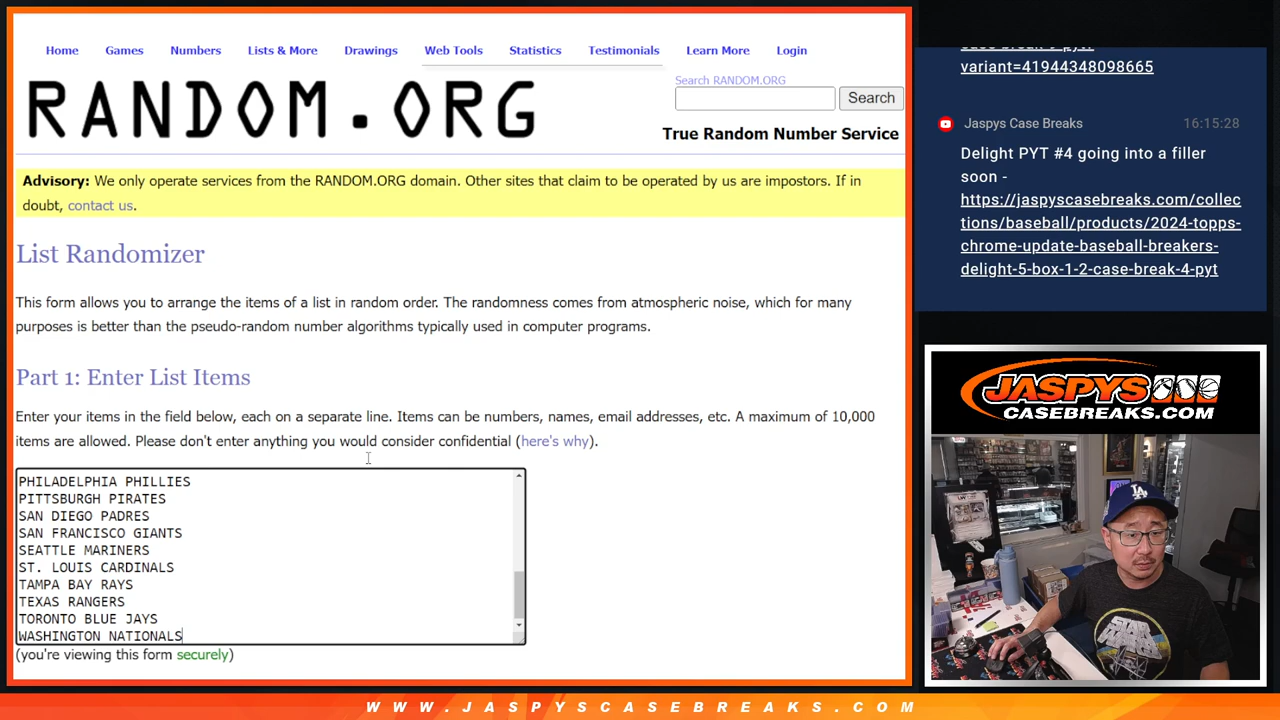 Home Games Numbers Lists & More Drawings Web Tools Statistics Testimonials Learn More Login
RANDOM.ORG
Search RANDOM.ORG
Search
True Random Number Service
Advisory: We only operate services from the RANDOM.ORG domain. Other sites that claim to be operated by us are impostors. If in
doubt, contact us.
List Randomizer
This form allows you to arrange the items of a list in random order. The randomness comes from atmospheric noise, which for many
purposes is better than the pseudo-random number algorithms typically used in computer programs.
Part 1: Enter List Items
Enter your items in the field below, each on a separate line. Items can be numbers, names, email addresses, etc. A maximum of 10,000
items are allowed. Please don't enter anything you would consider confidential (here's why).
PHILADELPHIA PHILLIES
PITTSBURGH PIRATES
SAN DIEGO PADRES
SAN FRANCISCO GIANTS
SEATTLE MARINERS
ST. LOUIS CARDINALS
TAMPA BAY RAYS
TEXAS RANGERS
TORONTO BLUE JAYS
WASHINGTON NATIONALS
(you're viewing this form securely)
variant=41944348098665
Jaspys Case Breaks 16:15:28
Delight PYT #4 going into a filler
soon -
https://jaspyscasebreaks.com/collec
tions/baseball/products/2024-topps-
chrome-update-baseball-breakers-
delight-5-box-1-2-case-break-4-pyt
JASPYS
CASEBREAKS.COM
LA
STAR
WARS
WWW.JASPYSCASEBREAKS.COM